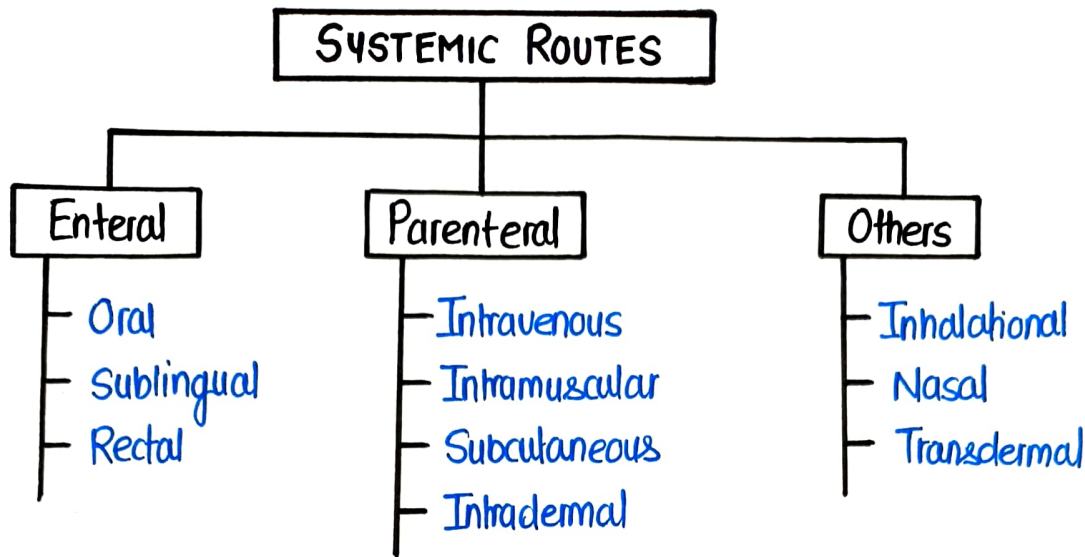 SYSTEMIC ROUTES
Enteral
Oral
Sublingual
Rectal
Parenteral
Intravenous
Intramuscular
Subcutaneous
Intradermal
Others
Inhalational
Nasal
Transdermal